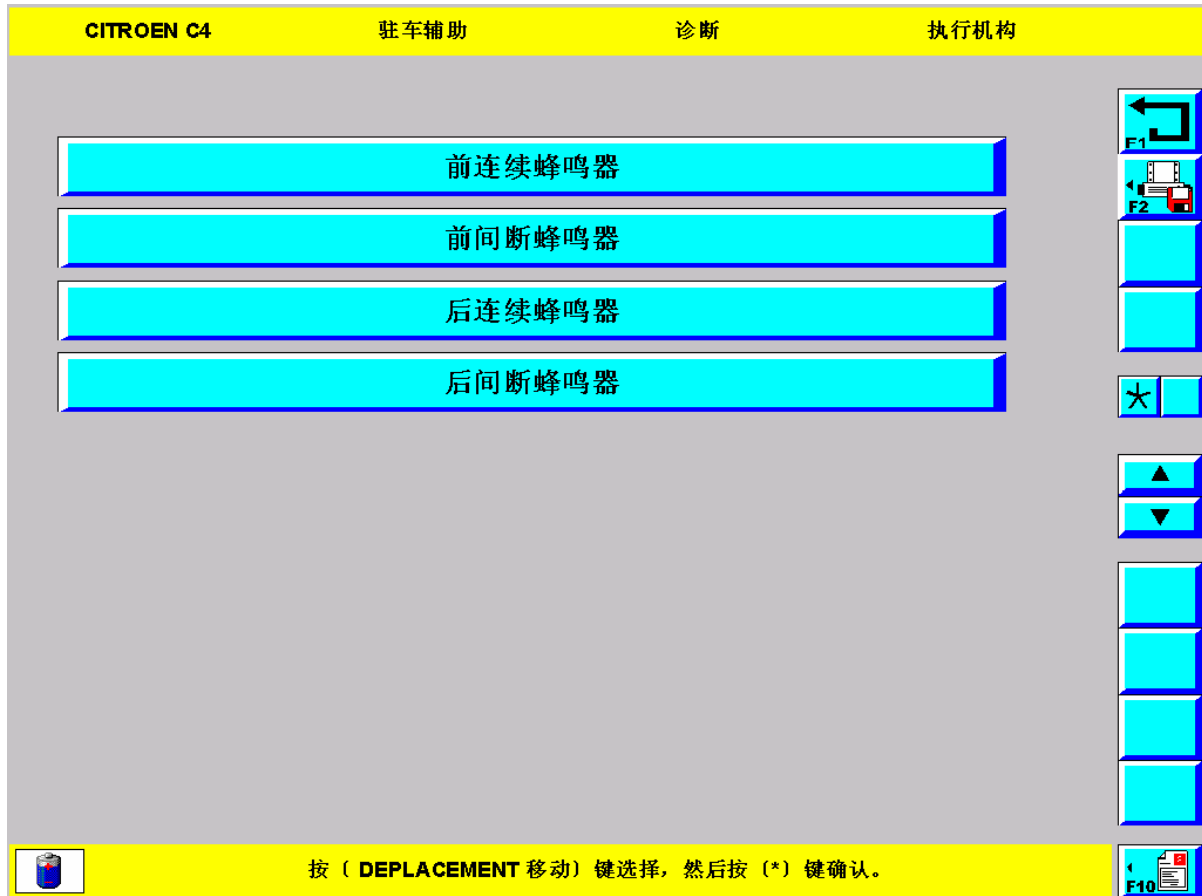 CITROEN C4 驻车辅助 诊断 执行机构
F1
前连续蜂鸣器
F2
前间断蜂鸣器
后连续蜂鸣器
后间断蜂鸣器
按〔 DEPLACEMENT 移动〕键选择，然后按〔*〕键确认。
F10